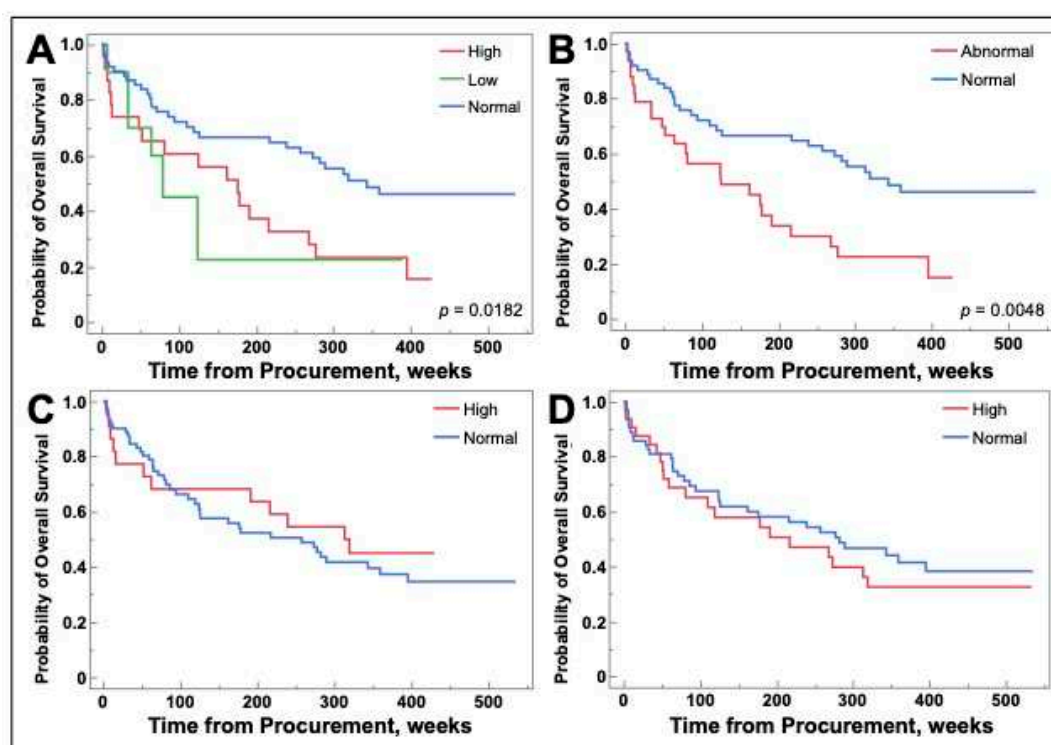 A
High
Low
Normal
p = 0.0182
Probability of Overall Survival
1.0
0.8
0.6
0.4
0.2
0
0 100 200 300 400 500
Time from Procurement, weeks
B
Abnormal
Normal
p = 0.0048
Probability of Overall Survival
1.0
0.8
0.6
0.4
0.2
0
0 100 200 300 400 500
Time from Procurement, weeks
C
High
Normal
Probability of Overall Survival
1.0
0.8
0.6
0.4
0.2
0
0 100 200 300 400 500
Time from Procurement, weeks
D
High
Normal
Probability of Overall Survival
1.0
0.8
0.6
0.4
0.2
0
0 100 200 300 400 500
Time from Procurement, weeks